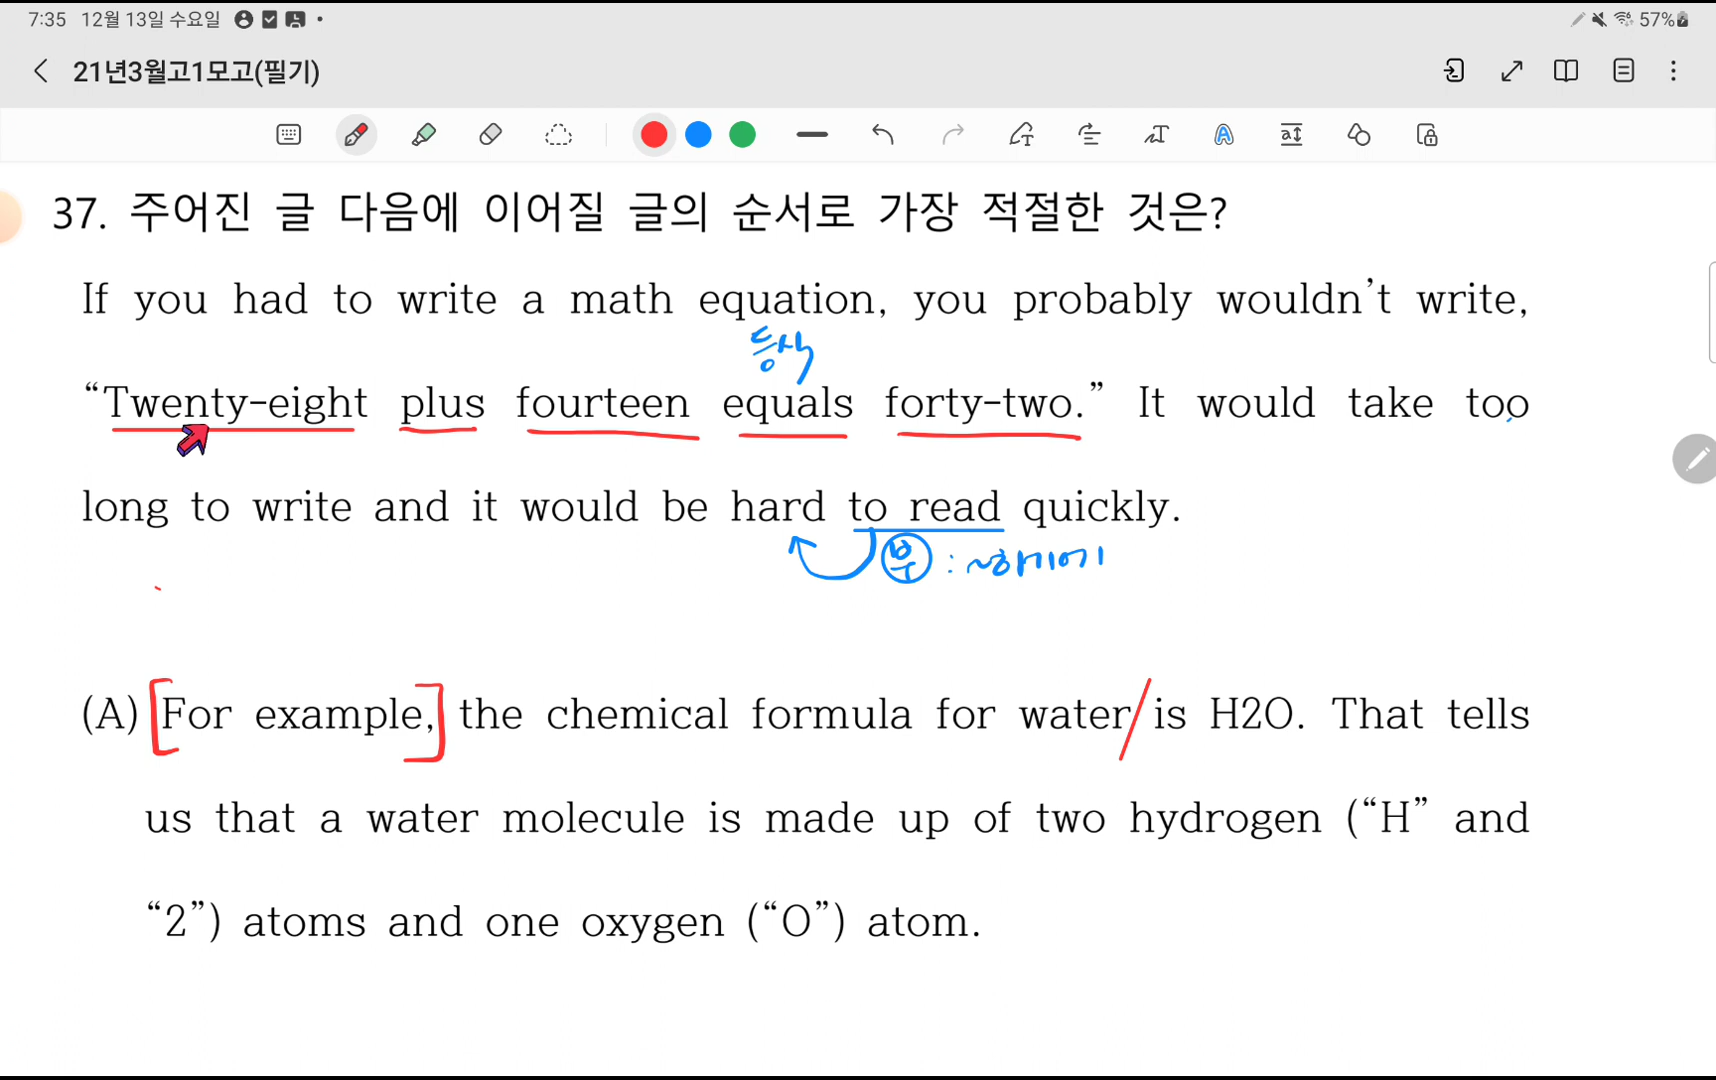 7:35 12월 13일 수요일
57%
21년3월고1모고(필기)
37. 주어진 글 다음에 이어질 글의 순서로 가장 적절한 것은?
If you had to write a math equation, you probably wouldn’t write,
등식
“Twenty-eight plus fourteen equals forty-two.” It would take too
long to write and it would be hard to read quickly.
부 : ~하기에
(A) [For example,] the chemical formula for water/is H2O. That tells
us that a water molecule is made up of two hydrogen (“H” and
“2”) atoms and one oxygen (“O”) atom.